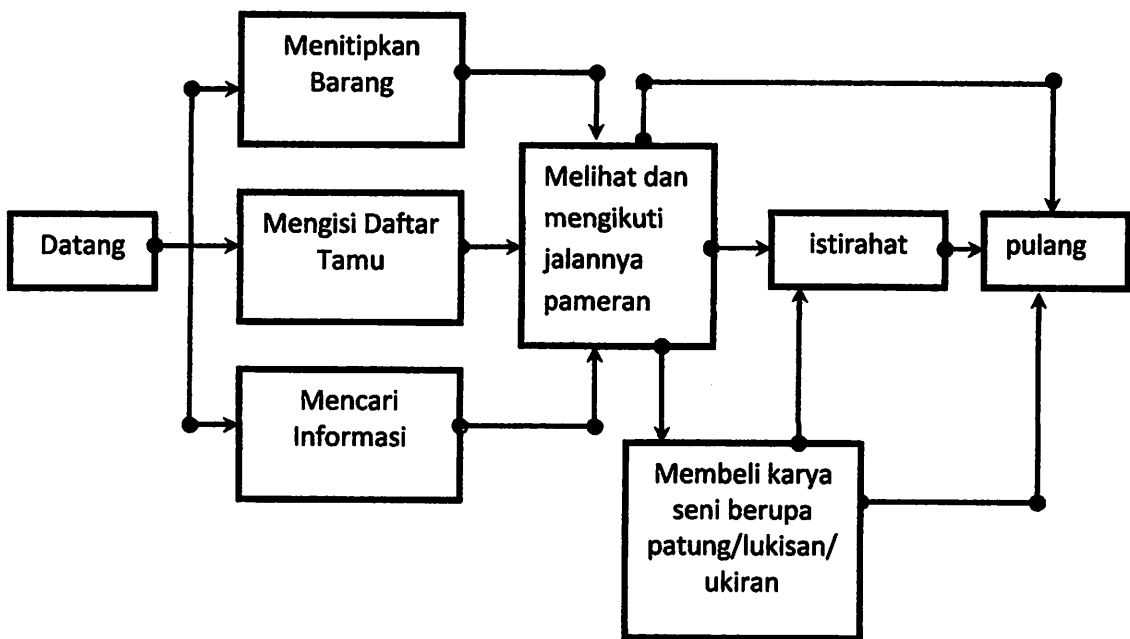 Datang
Menitipkan
Barang
Mengisi Daftar
Tamu
Mencari
Informasi
Melihat dan
mengikuti
jalannya
pameran
istirahat
pulang
Membeli karya
seni berupa
patung/lukisan/
ukiran